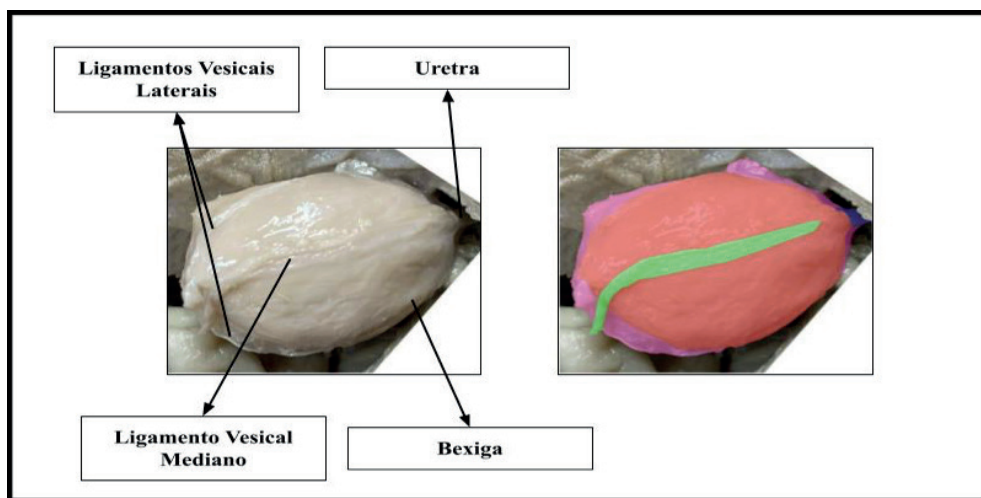 Ligamentos Vesicais
Laterais
Uretra
Ligamento Vesical
Mediano
Bexiga